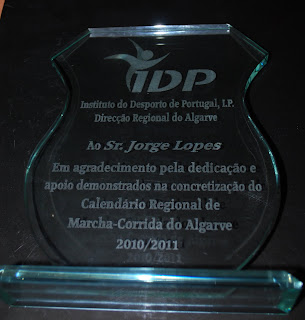 IDP
Instituto do Desporto de Portugal, I.P.
Direcção Regional do Algarve
Ao Sr. Jorge Lopes
Em agradecimento pela dedicação e
apoio demonstrados na concretização do
Calendário Regional de
Marcha-Corrida do Algarve
2010/2011